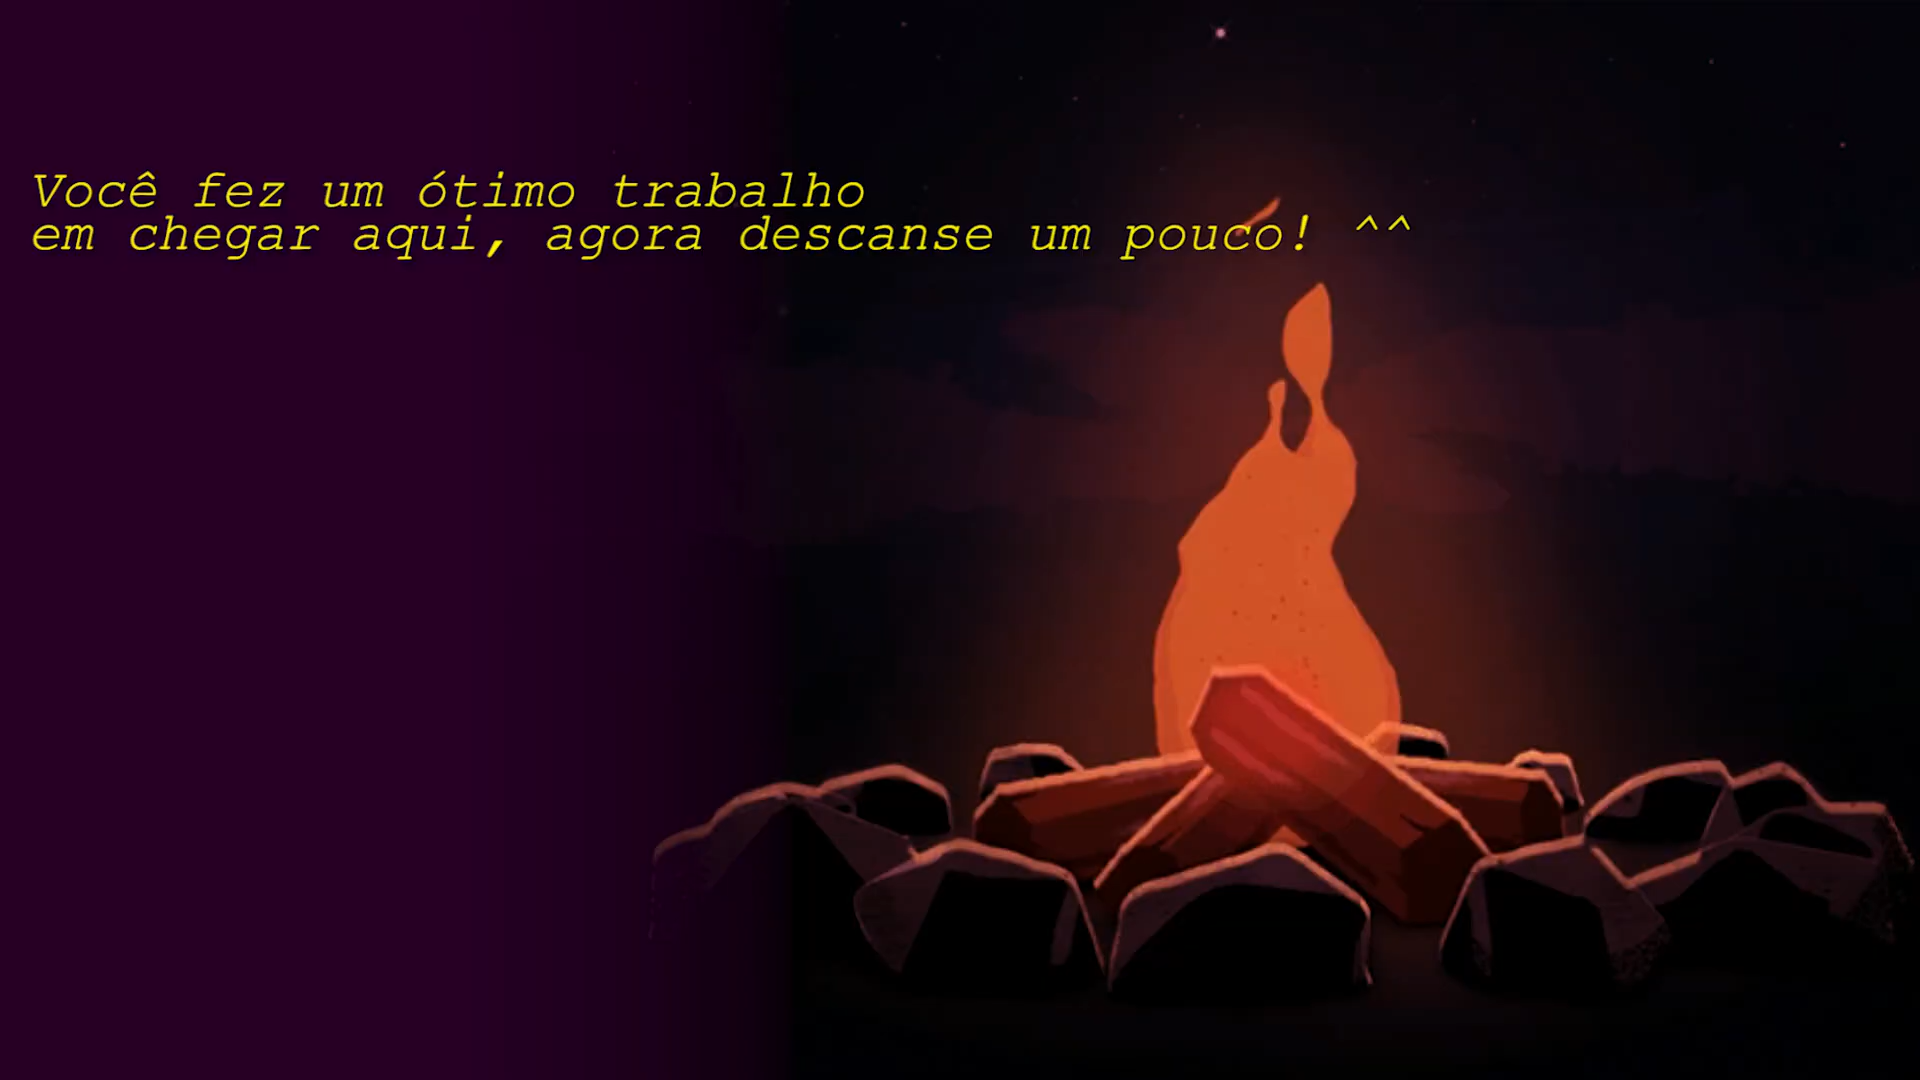 Você fez um ótimo trabalho
em chegar aqui, agora descanse um pouco! ^^